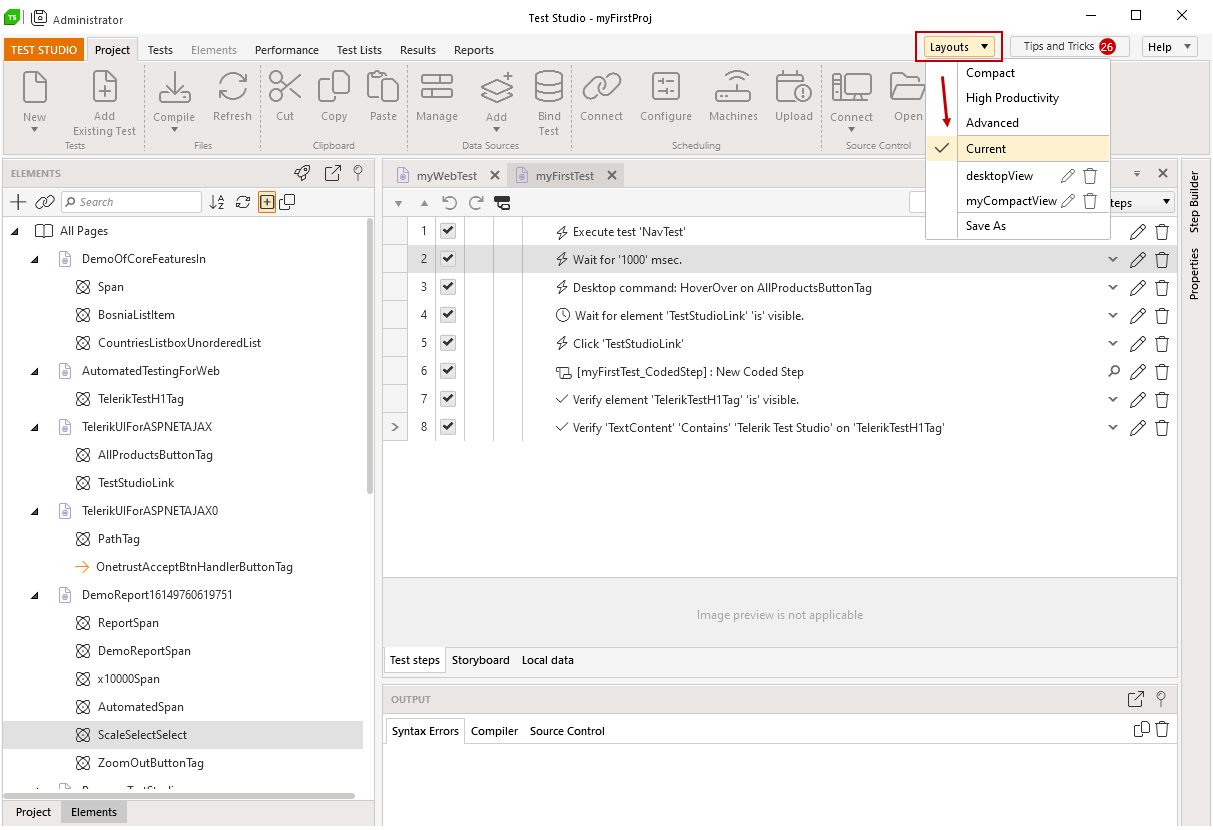 TS
Administrator
Test Studio - myFirstProj
TEST STUDIO
Project
Tests
Elements
Performance
Test Lists
Results
Reports
Layouts
Tips and Tricks 26
Help
New
Add
Existing Test
Tests
Compile
Refresh
Files
Cut
Copy
Paste
Clipboard
Manage
Add
Bind
Test
Data Sources
Connect
Configure
Machines
Upload
Scheduling
Connect
Open
Source Control
Compact
High Productivity
Advanced
Current
desktopView
myCompactView
Save As
ELEMENTS
Search
All Pages
DemoOfCoreFeaturesIn
Span
BosniaListItem
CountriesListboxUnorderedList
AutomatedTestingForWeb
TelerikTestH1Tag
TelerikUIForASPNETAJAX
AllProductsButtonTag
TestStudioLink
TelerikUIForASPNETAJAX0
PathTag
OnetrustAcceptBtnHandlerButtonTag
DemoReport16149760619751
ReportSpan
DemoReportSpan
x10000Span
AutomatedSpan
ScaleSelectSelect
ZoomOutButtonTag
Project
Elements
myWebTest
myFirstTest
teps
1 Execute test 'NavTest'
2 Wait for '1000' msec.
3 Desktop command: HoverOver on AllProductsButtonTag
4 Wait for element 'TestStudioLink' 'is' visible.
5 Click 'TestStudioLink'
6 [myFirstTest_CodedStep] : New Coded Step
7 Verify element 'TelerikTestH1Tag' 'is' visible.
8 Verify 'TextContent' 'Contains' 'Telerik Test Studio' on 'TelerikTestH1Tag'
Image preview is not applicable
Test steps
Storyboard
Local data
OUTPUT
Syntax Errors
Compiler
Source Control
Step Builder
Properties